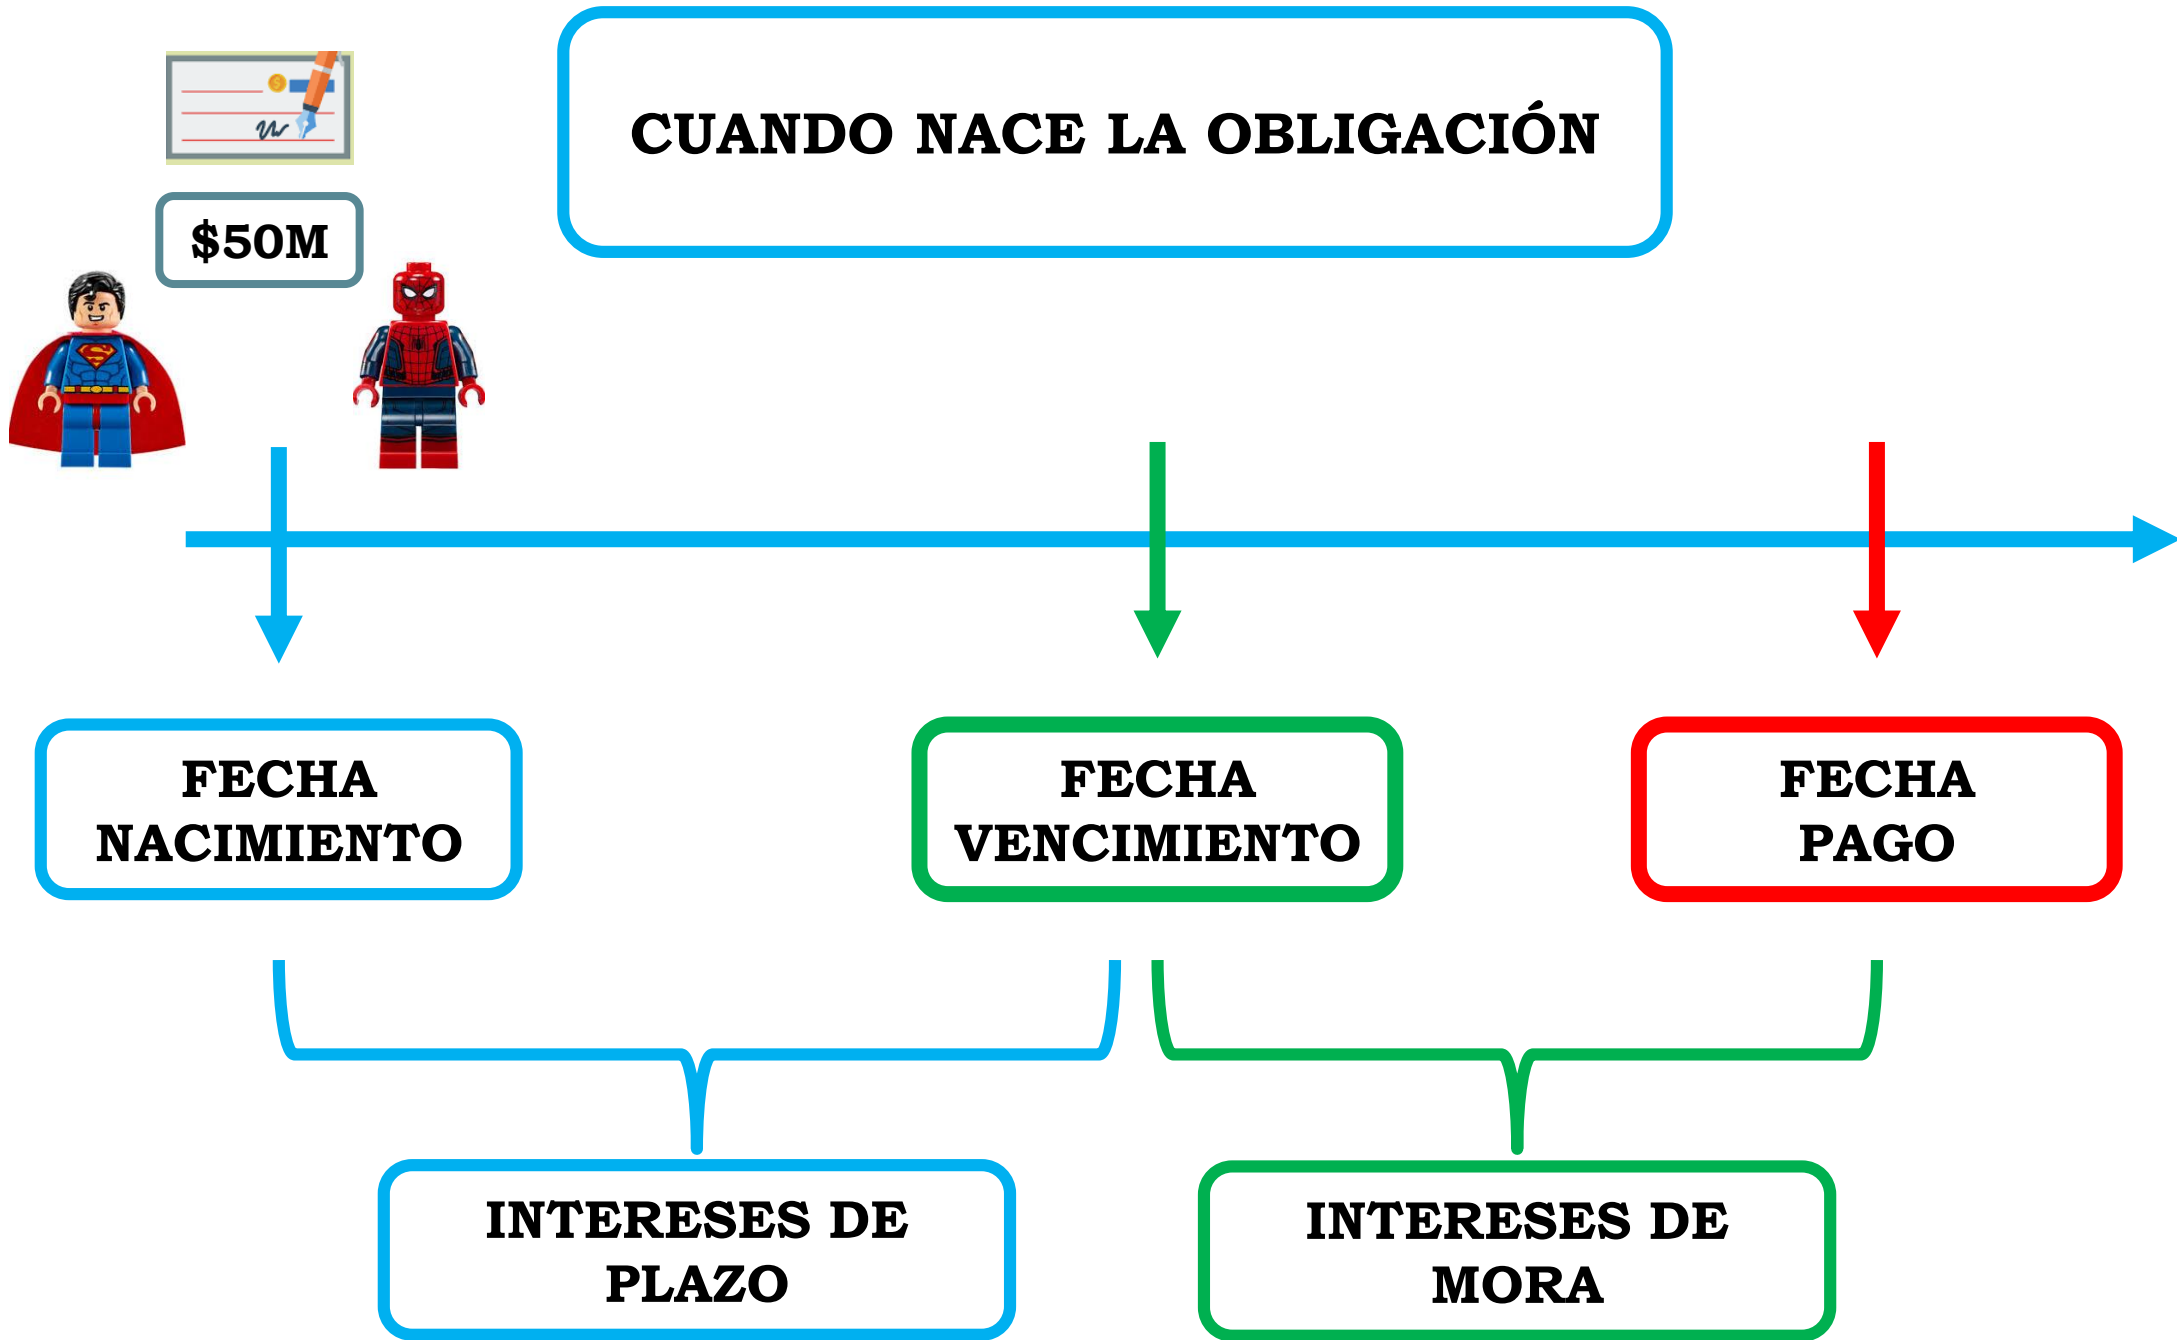 CUANDO NACE LA OBLIGACIÓN
$50M
FECHA
NACIMIENTO
FECHA
VENCIMIENTO
FECHA
PAGO
INTERESES DE
PLAZO
INTERESES DE
MORA